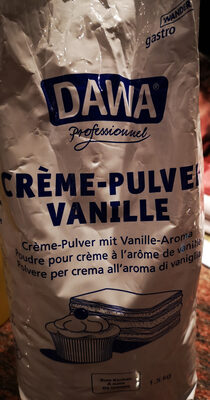 WANDER
gastro
DAWA®
Professionnel
CRÈME-PULVER
VANILLE
Crème-Pulver mit Vanille-Aroma
Poudre pour crème à l'arôme de vanille
Polvere per crema all'aroma di vaniglia
1.5 KG